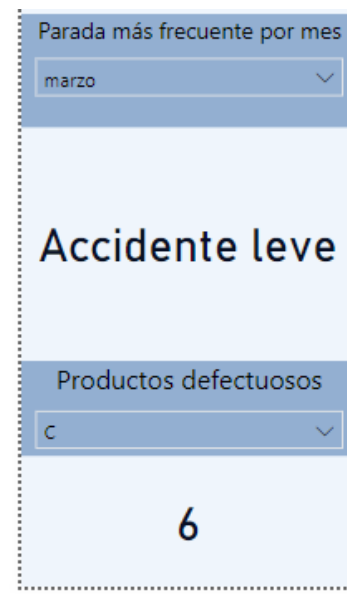 Parada más frecuente por mes
marzo
Accidente leve
Productos defectuosos
C
6